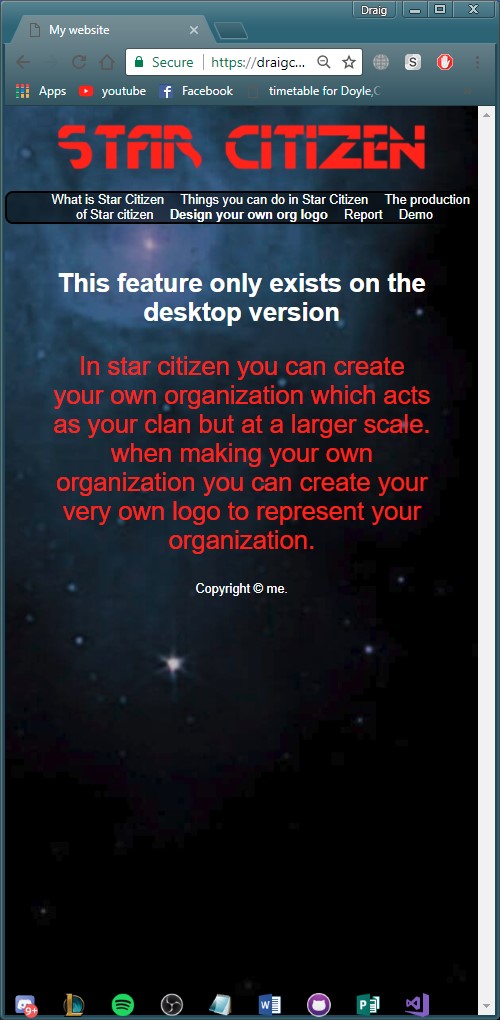 Draig
My website
Secure https://draigc...
S
Apps youtube Facebook timetable for Doyle,C
STAR CITIZEN
What is Star Citizen Things you can do in Star Citizen The production
of Star citizen Design your own org logo Report Demo
This feature only exists on the
desktop version
In star citizen you can create
your own organization which acts
as your clan but at a larger scale.
when making your own
organization you can create your
very own logo to represent your
organization.
Copyright © me.
9+